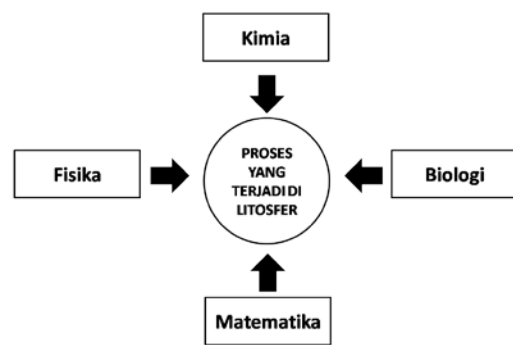 Kimia
Fisika
PROSES
YANG
TERJADI DI
LITOSFER
Biologi
Matematika